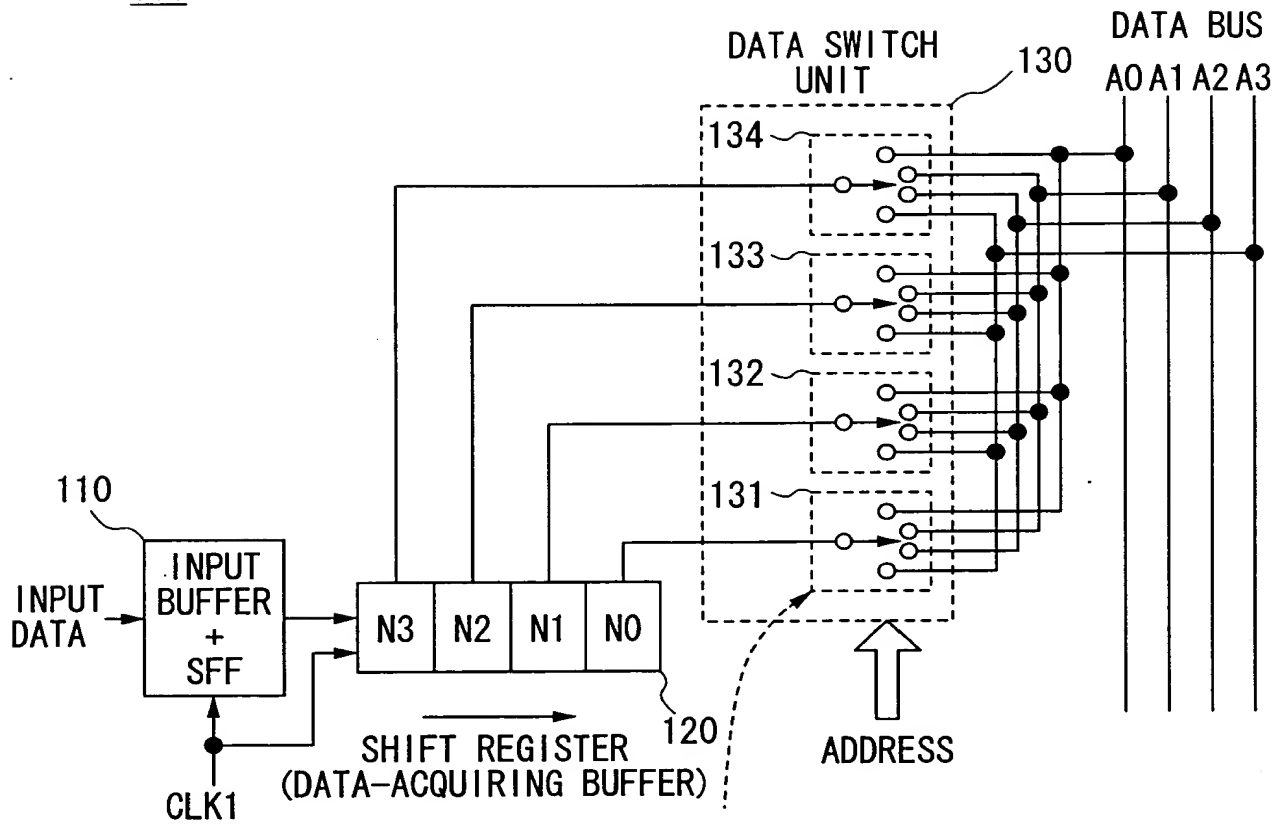 DATA BUS
A0 A1 A2 A3
DATA SWITCH
UNIT
130
134
133
132
131
110
INPUT
BUFFER
+
SFF
INPUT
DATA
N3 N2 N1 N0
120
SHIFT REGISTER
(DATA-ACQUIRING BUFFER)
CLK1
ADDRESS